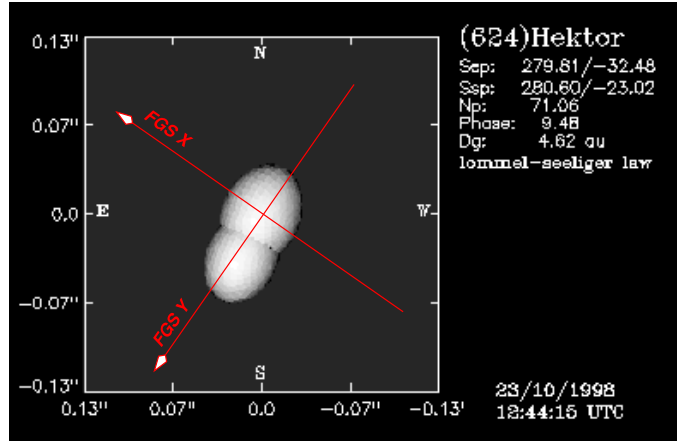 (624)Hektor
Sep: 279.81/-32.48
Ssp: 280.60/-23.02
Np: 71.06
Phase: 9.48
Dg: 4.62 au
lommel-seeliger law
0.13"
N
0.07"
FGS X
0.0
E
W
-0.07"
FGS Y
-0.13"
S
0.13" 0.07" 0.0 -0.07" -0.13'
23/10/1998
12:44:15 UTC